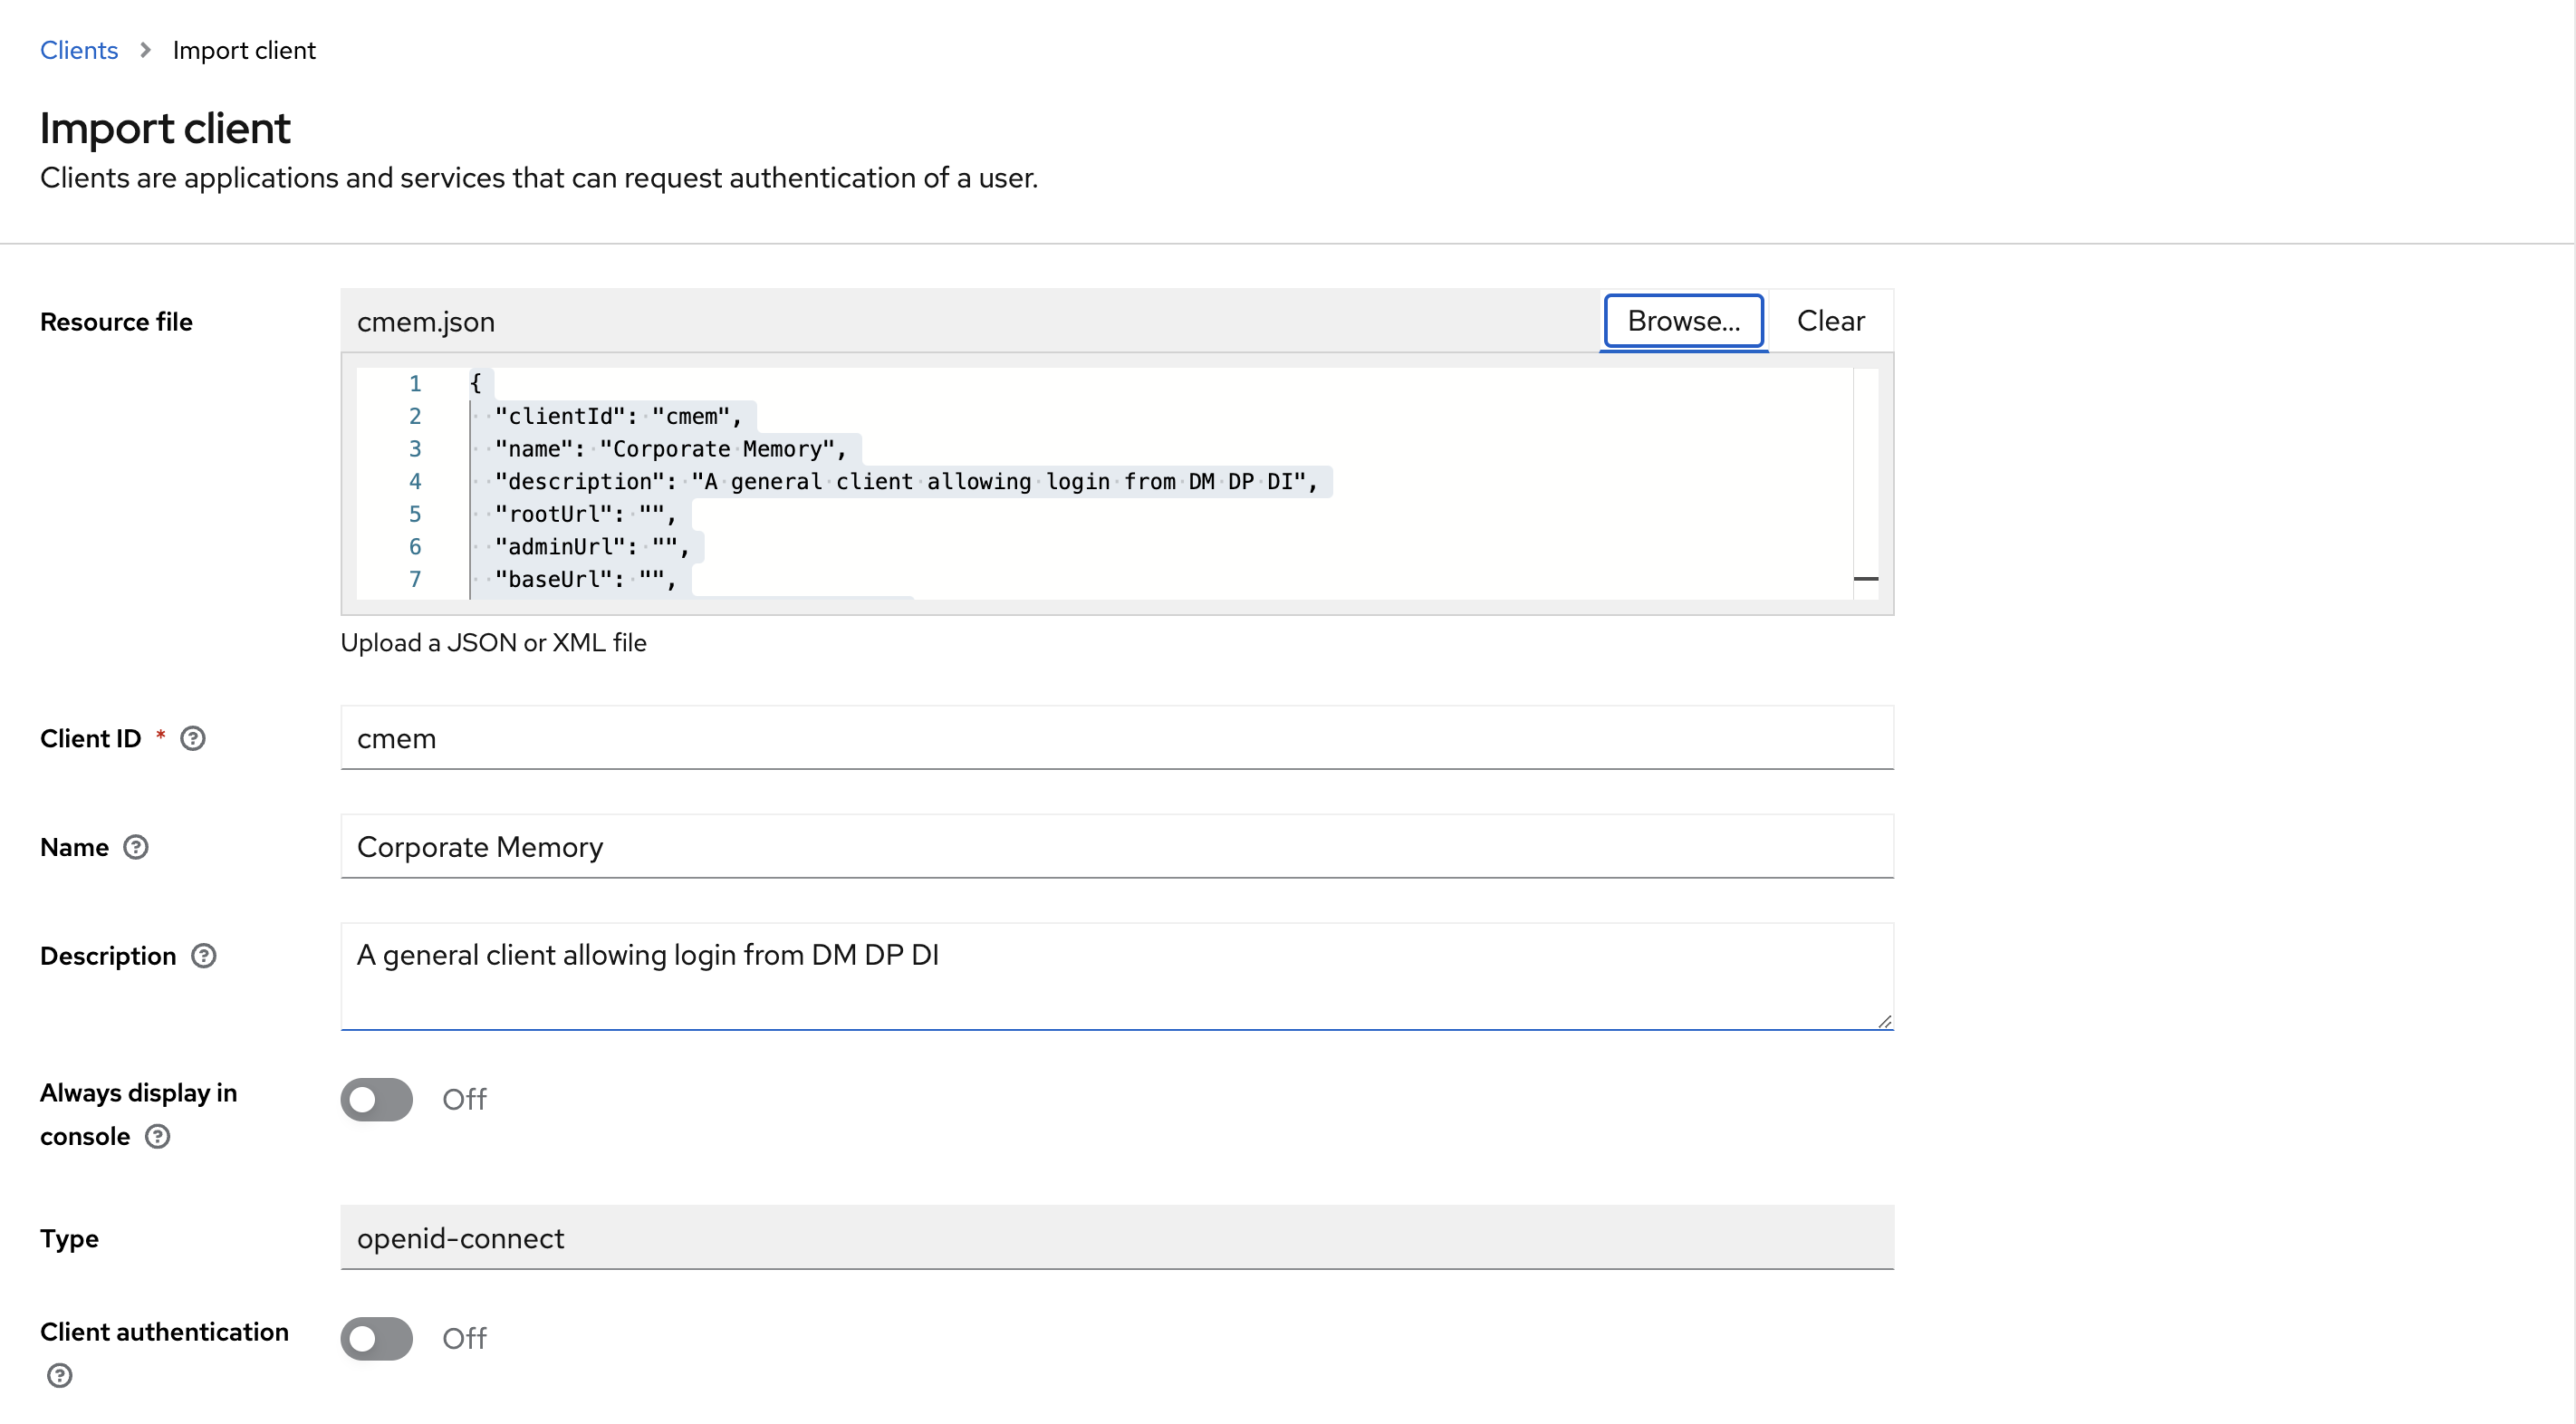 Clients > Import client
Import client
Clients are applications and services that can request authentication of a user.
Resource file
cmem.json
Browse...
Clear
1 {
2 "clientId": "cmem",
3 "name": "Corporate Memory",
4 "description": "A general client allowing login from DM DP DI",
5 "rootUrl": "",
6 "adminUrl": "",
7 "baseUrl": "",
Upload a JSON or XML file
Client ID *
cmem
Name
Corporate Memory
Description
A general client allowing login from DM DP DI
Always display in
console
Off
Type
openid-connect
Client authentication
Off